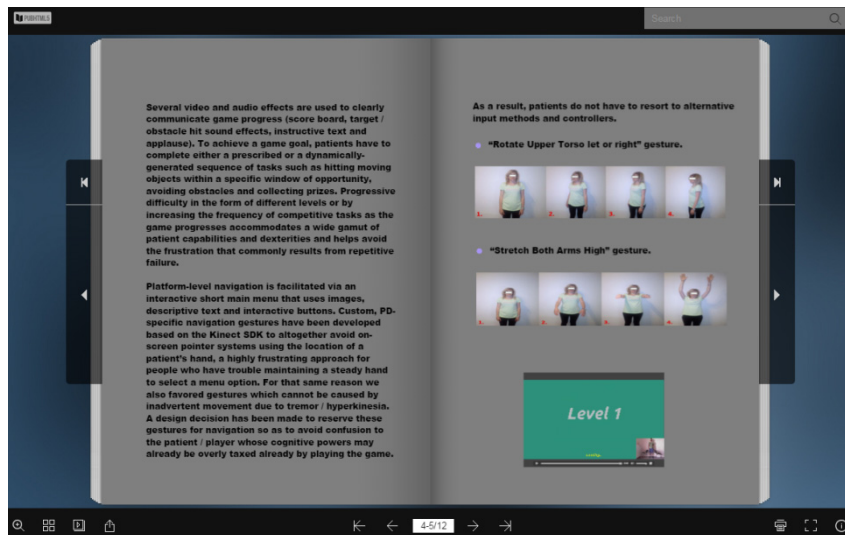 PUBHTML5
Search
Several video and audio effects are used to clearly
communicate game progress (score board, target /
obstacle hit sound effects, instructive text and
applause). To achieve a game goal, patients have to
complete either a prescribed or a dynamically-
generated sequence of tasks such as hitting moving
objects within a specific window of opportunity,
avoiding obstacles and collecting prizes. Progressive
difficulty in the form of different levels or by
increasing the frequency of competitive tasks as the
game progresses accommodates a wide gamut of
patient capabilities and dexterities and helps avoid
the frustration that commonly results from repetitive
failure.
Platform-level navigation is facilitated via an
interactive short main menu that uses images,
descriptive text and interactive buttons. Custom, PD-
specific navigation gestures have been developed
based on the Kinect SDK to altogether avoid on-
screen pointer systems using the location of a
patient's hand, a highly frustrating approach for
people who have trouble maintaining a steady hand
to select a menu option. For that same reason we
also favored gestures which cannot be caused by
inadvertent movement due to tremor / hyperkinesia.
A design decision has been made to reserve these
gestures for navigation so as to avoid confusion to
the patient / player whose cognitive powers may
already be overly taxed already by playing the game.
As a result, patients do not have to resort to alternative
input methods and controllers.
"Rotate Upper Torso let or right" gesture.
1. 2. 3. 4.
"Stretch Both Arms High" gesture.
1. 2. 3. 4.
Level 1
4-5/12